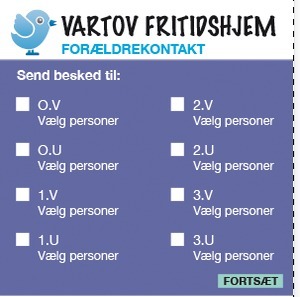 VARTOV FRITIDSHJEM
FORÆLDREKONTAKT
Send besked til:
O.V
Vælg personer
2.V
Vælg personer
O.U
Vælg personer
2.U
Vælg personer
1.V
Vælg personer
3.V
Vælg personer
1.U
Vælg personer
3.U
Vælg personer
FORTSÆT